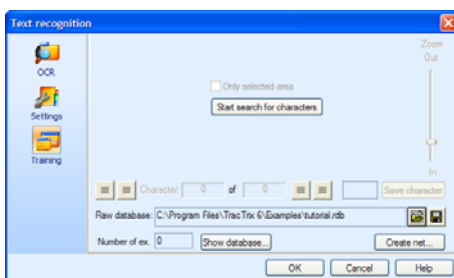 Text recognition
Zoom
Out
OCR
Only selected area
Start search for characters
Settings
Training
In
Character: 0 of 0 Save character
Raw database: C:\Program Files\TracTrix 6\Examples\tutorial.rdb
Number of ex. 0 Show database... Create net...
OK Cancel Help